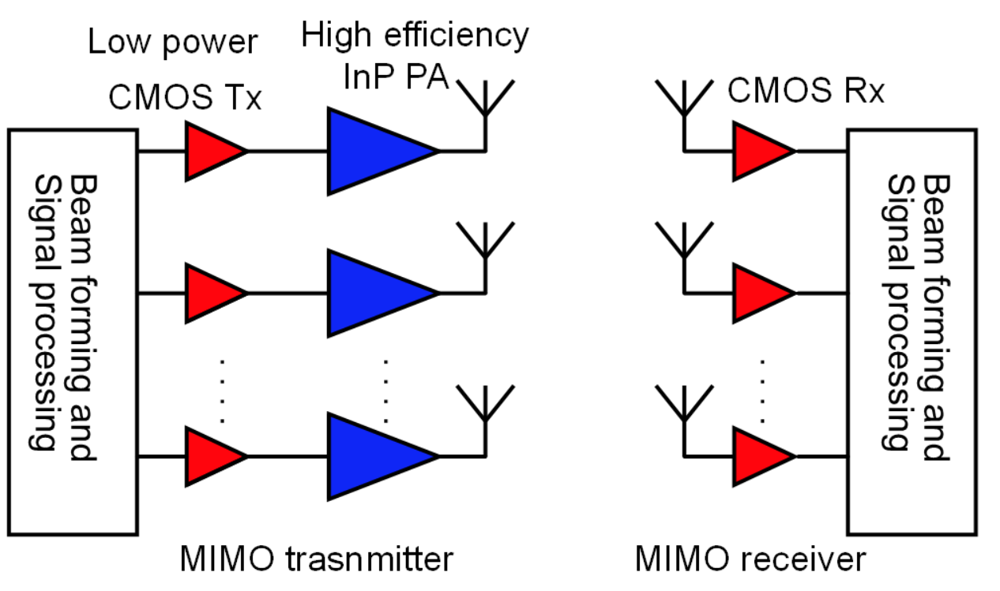 Low power
CMOS Tx
High efficiency
InP PA
CMOS Rx
Beam forming and
Signal processing
Beam forming and
Signal processing
MIMO trasnmitter
MIMO receiver